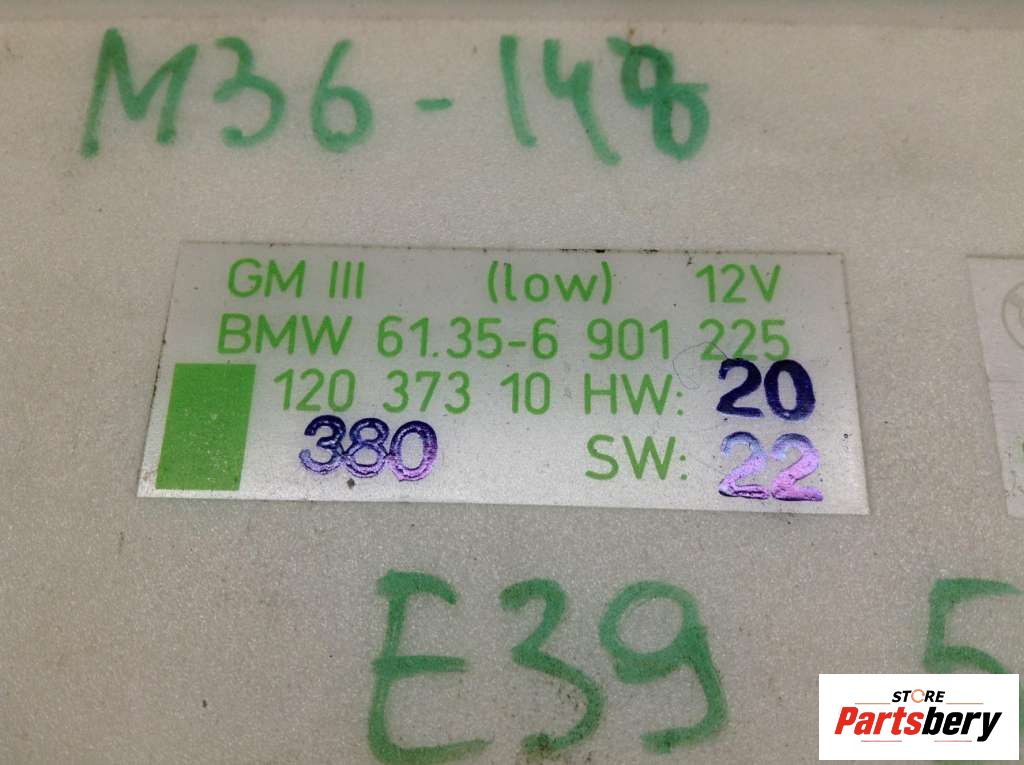 M36-148
GM III (low) 12V
BMW 61.35-6 901 225
120 373 10 HW: 20
380 SW: 22
E39 5
STORE
Partsbery